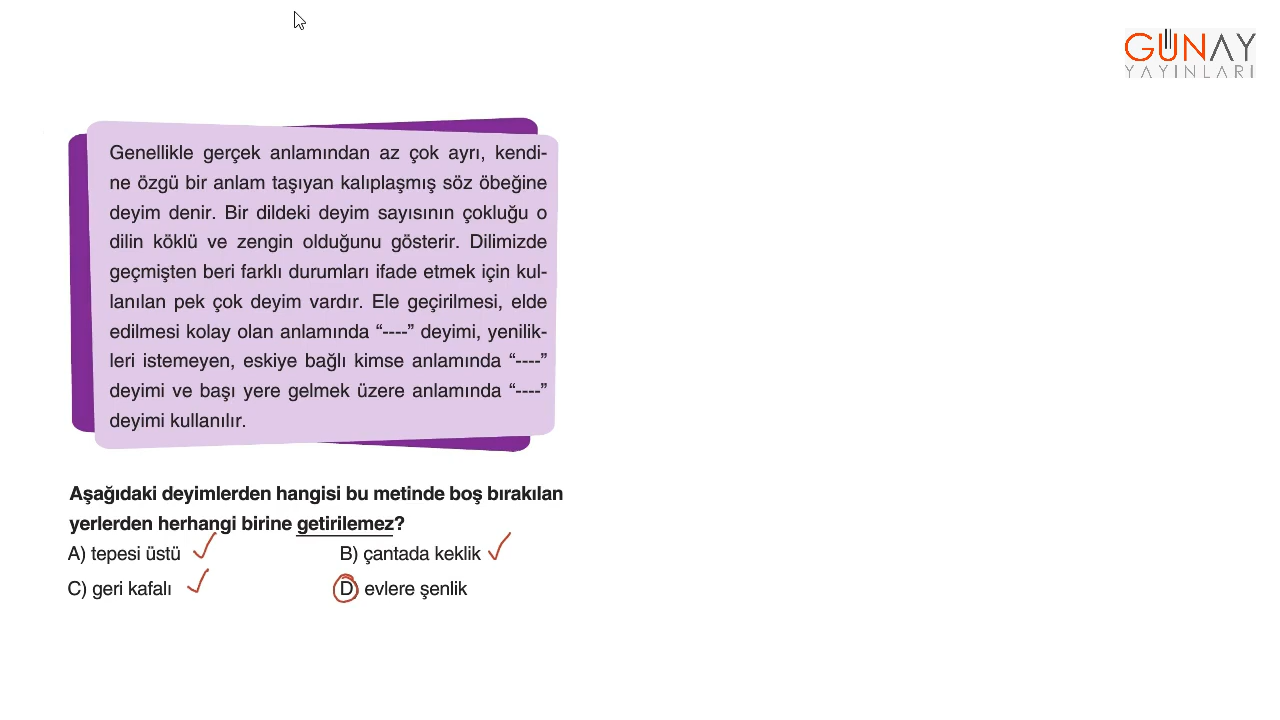 GÜNAY
YAYINLARI
Genellikle gerçek anlamından az çok ayrı, kendi-
ne özgü bir anlam taşıyan kalıplaşmış söz öbeğine
deyim denir. Bir dildeki deyim sayısının çokluğu o
dilin köklü ve zengin olduğunu gösterir. Dilimizde
geçmişten beri farklı durumları ifade etmek için kul-
lanılan pek çok deyim vardır. Ele geçirilmesi, elde
edilmesi kolay olan anlamında “----” deyimi, yenilik-
leri istemeyen, eskiye bağlı kimse anlamında “----”
deyimi ve başı yere gelmek üzere anlamında “----”
deyimi kullanılır.
Aşağıdaki deyimlerden hangisi bu metinde boş bırakılan
yerlerden herhangi birine getirilemez?
A) tepesi üstü B) çantada keklik
C) geri kafalı D) evlere şenlik